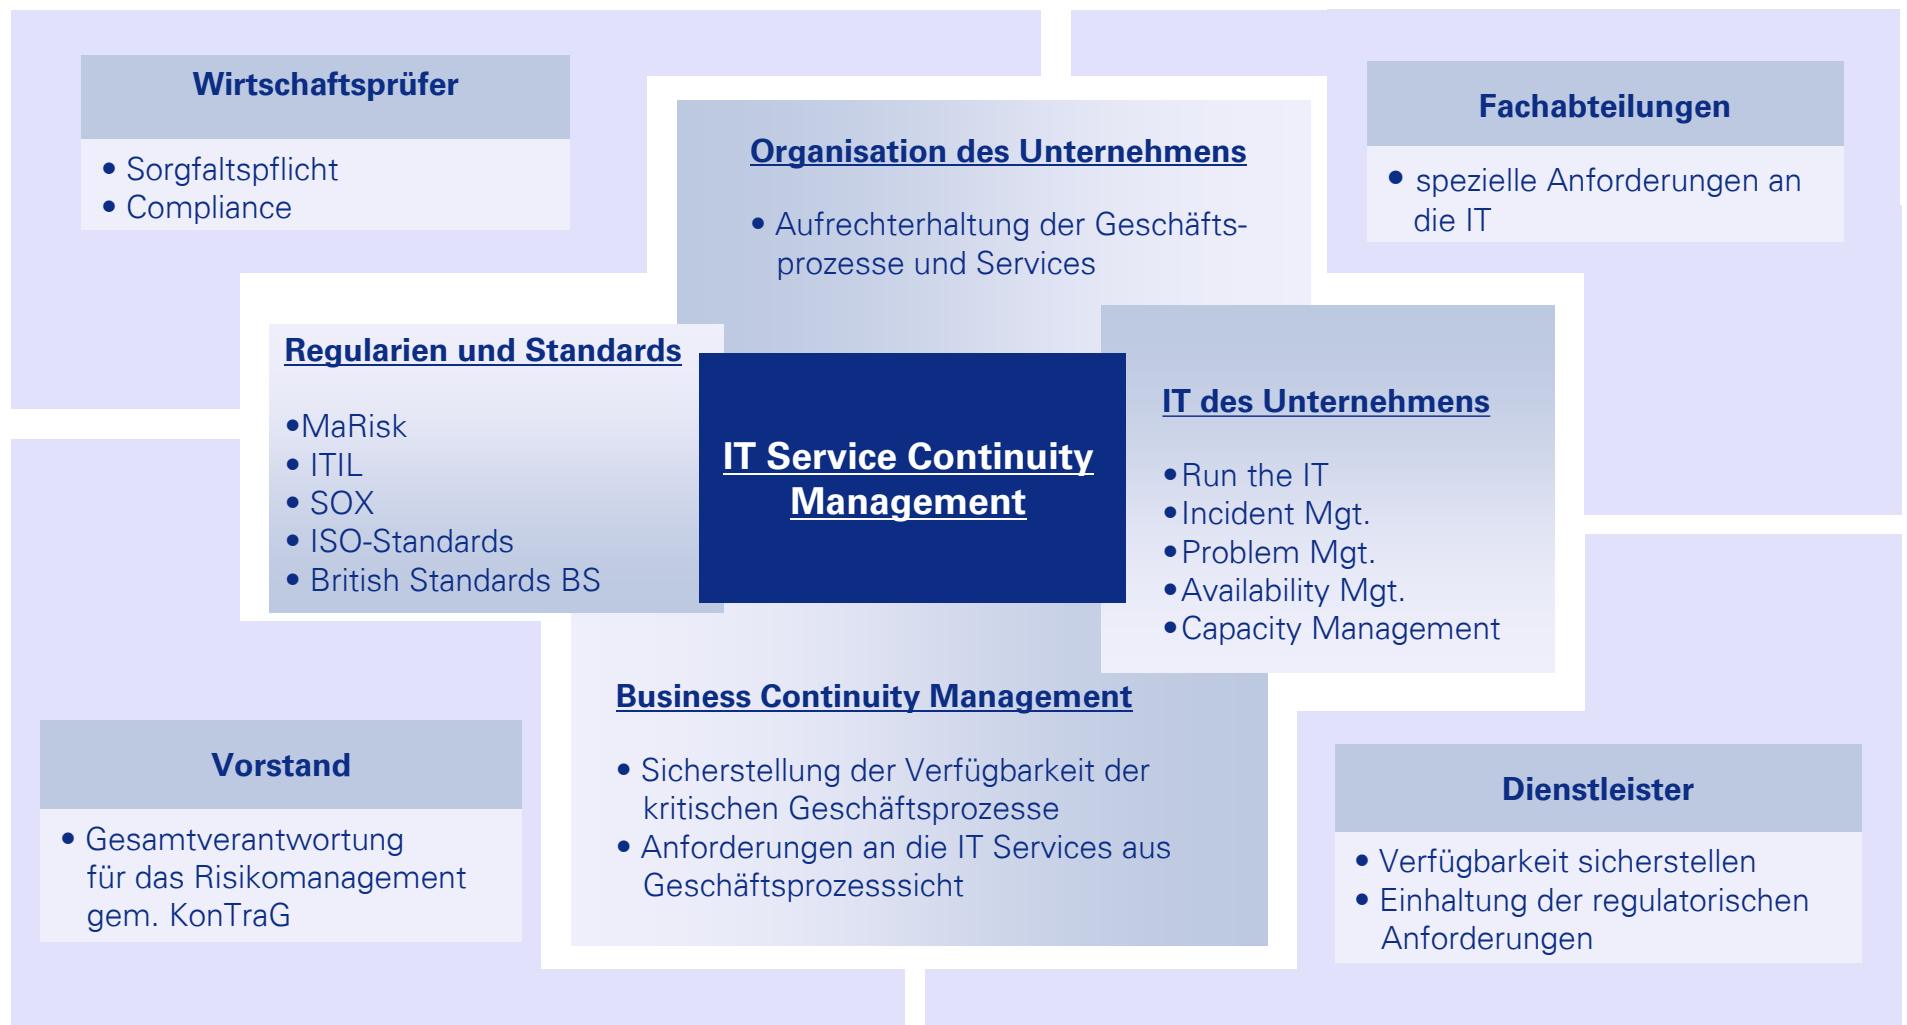 Wirtschaftsprüfer
• Sorgfaltspflicht
• Compliance
Fachabteilungen
• spezielle Anforderungen an
die IT
Organisation des Unternehmens
• Aufrechterhaltung der Geschäfts-
prozesse und Services
Regularien und Standards
•MaRisk
• ITIL
• SOX
• ISO-Standards
• British Standards BS
IT Service Continuity
Management
IT des Unternehmens
•Run the IT
•Incident Mgt.
•Problem Mgt.
•Availability Mgt.
•Capacity Management
Business Continuity Management
• Sicherstellung der Verfügbarkeit der
kritischen Geschäftsprozesse
• Anforderungen an die IT Services aus
Geschäftsprozesssicht
Vorstand
• Gesamtverantwortung
für das Risikomanagement
gem. KonTraG
Dienstleister
• Verfügbarkeit sicherstellen
• Einhaltung der regulatorischen
Anforderungen